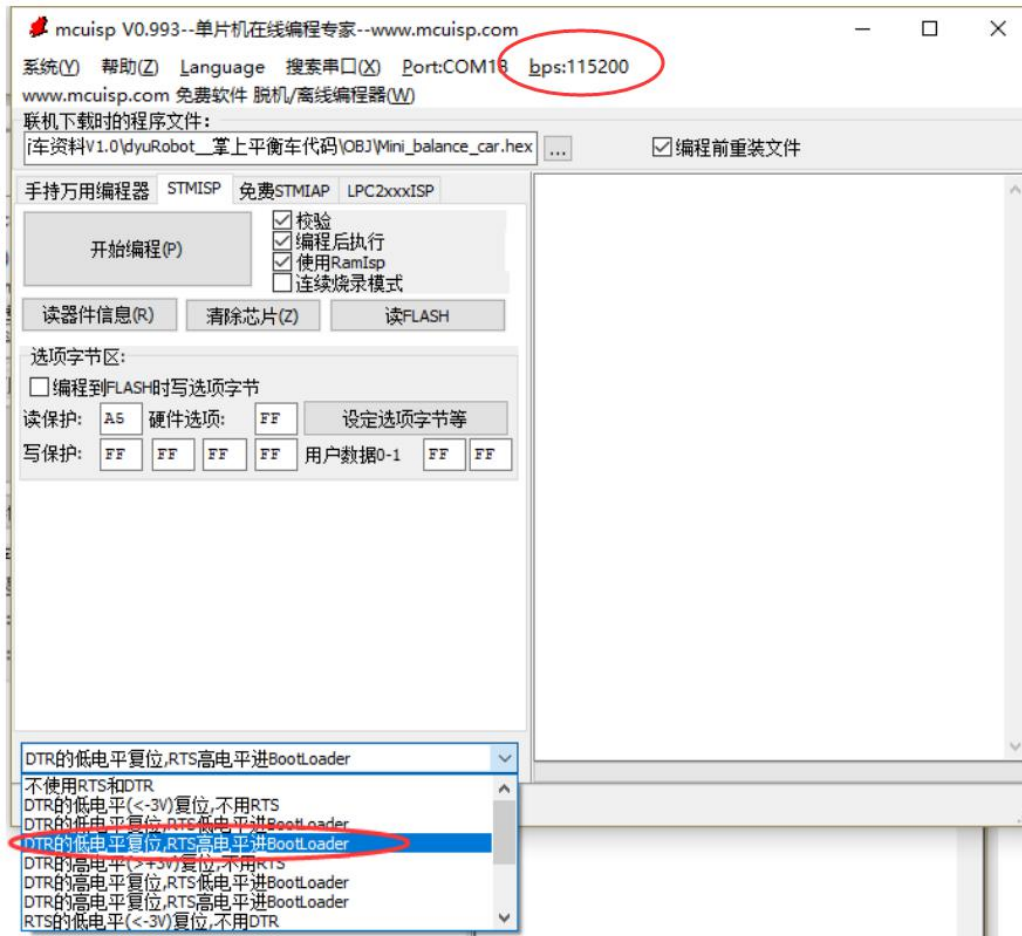 mcuisp V0.993--单片机在线编程专家--www.mcuisp.com
系统(Y) 帮助(Z) Language 搜索串口(X) Port:COM18 bps:115200
www.mcuisp.com 免费软件 脱机/离线编程器(W)
联机下载时的程序文件:
车资料V1.0\dyuRobot__掌上平衡车代码\OBJ\Mini_balance_car.hex ... 编程前重装文件
手持万用编程器 STMISP 免费STMIAP LPC2xxxISP
开始编程(P)
校验
编程后执行
使用RamIsp
连续烧录模式
读器件信息(R) 清除芯片(Z) 读FLASH
选项字节区:
编程到FLASH时写选项字节
读保护: A5 硬件选项: FF 设定选项字节等
写保护: FF FF FF FF 用户数据0-1 FF FF
DTR的低电平复位,RTS高电平进BootLoader
不使用RTS和DTR
DTR的低电平(<-3V)复位,不用RTS
DTR的低电平复位,RTS低电平进BootLoader
DTR的低电平复位,RTS高电平进BootLoader
DTR的高电平(>+3V)复位,不用RTS
DTR的高电平复位,RTS低电平进BootLoader
DTR的高电平复位,RTS高电平进BootLoader
RTS的低电平(<-3V)复位,不用DTR